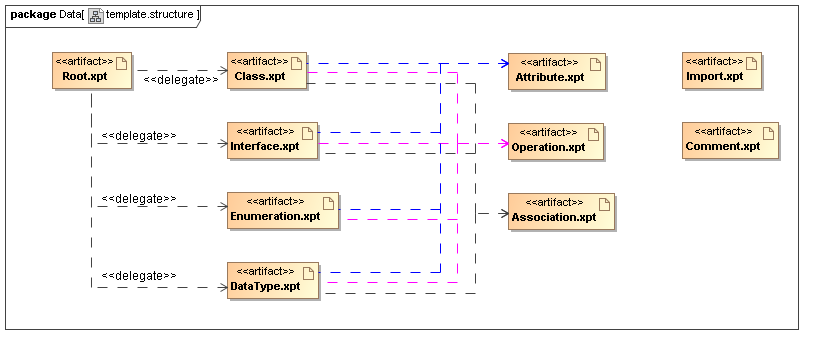 package Data[ template.structure ]
<<artifact>>
Root.xpt
<<delegate>>
<<artifact>>
Class.xpt
<<artifact>>
Attribute.xpt
<<artifact>>
Import.xpt
<<delegate>>
<<artifact>>
Interface.xpt
<<artifact>>
Operation.xpt
<<artifact>>
Comment.xpt
<<delegate>>
<<artifact>>
Enumeration.xpt
<<artifact>>
Association.xpt
<<delegate>>
<<artifact>>
DataType.xpt